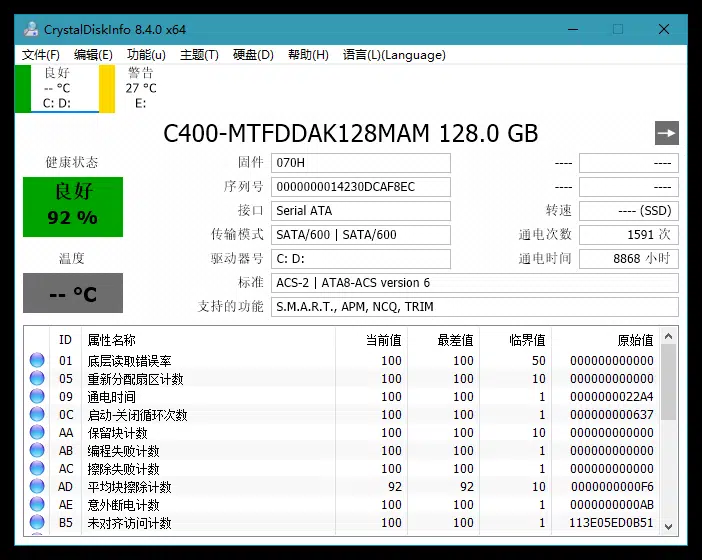 CrystalDiskInfo 8.4.0 x64
文件(F) 编辑(E) 功能(u) 主题(T) 硬盘(D) 帮助(H) 语言(L)(Language)
良好 警告
-- °C 27 °C
C: D: E:
C400-MTFDDAK128MAM 128.0 GB
健康状态 固件 070H ---- ----
良好 序列号 0000000014230DCAF8EC ---- ----
92 % 接口 Serial ATA 转速 ---- (SSD)
传输模式 SATA/600 | SATA/600 通电次数 1591 次
温度 驱动器号 C: D: 通电时间 8868 小时
-- °C 标准 ACS-2 | ATA8-ACS version 6
支持的功能 S.M.A.R.T., APM, NCQ, TRIM
ID 属性名称 当前值 最差值 临界值 原始值
01 底层读取错误率 100 100 50 000000000000
05 重新分配扇区计数 100 100 10 000000000000
09 通电时间 100 100 1 0000000022A4
0C 启动-关闭循环次数 100 100 1 000000000637
AA 保留块计数 100 100 10 000000000000
AB 编程失败计数 100 100 1 000000000000
AC 擦除失败计数 100 100 1 000000000000
AD 平均块擦除计数 92 92 10 0000000000F6
AE 意外断电计数 100 100 1 0000000000AB
B5 未对齐访问计数 100 100 1 113E05ED0B51